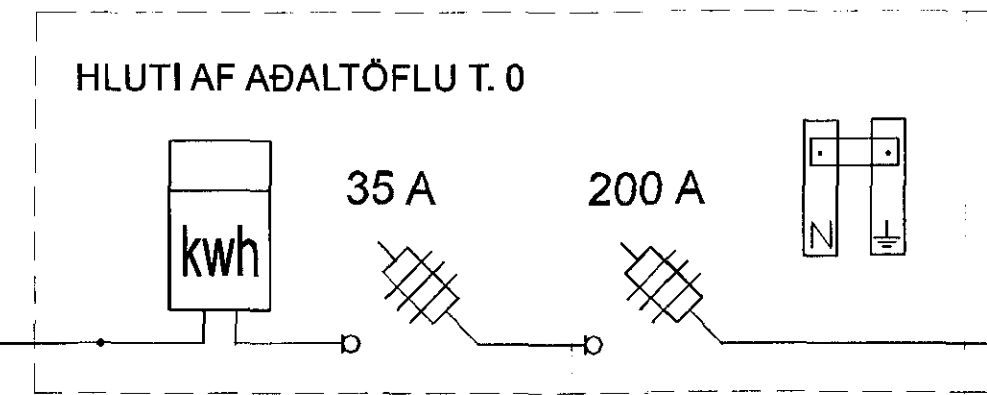 HLUTI AF AÐALTÖFLU T. 0
35 A
200 A
kwh
N